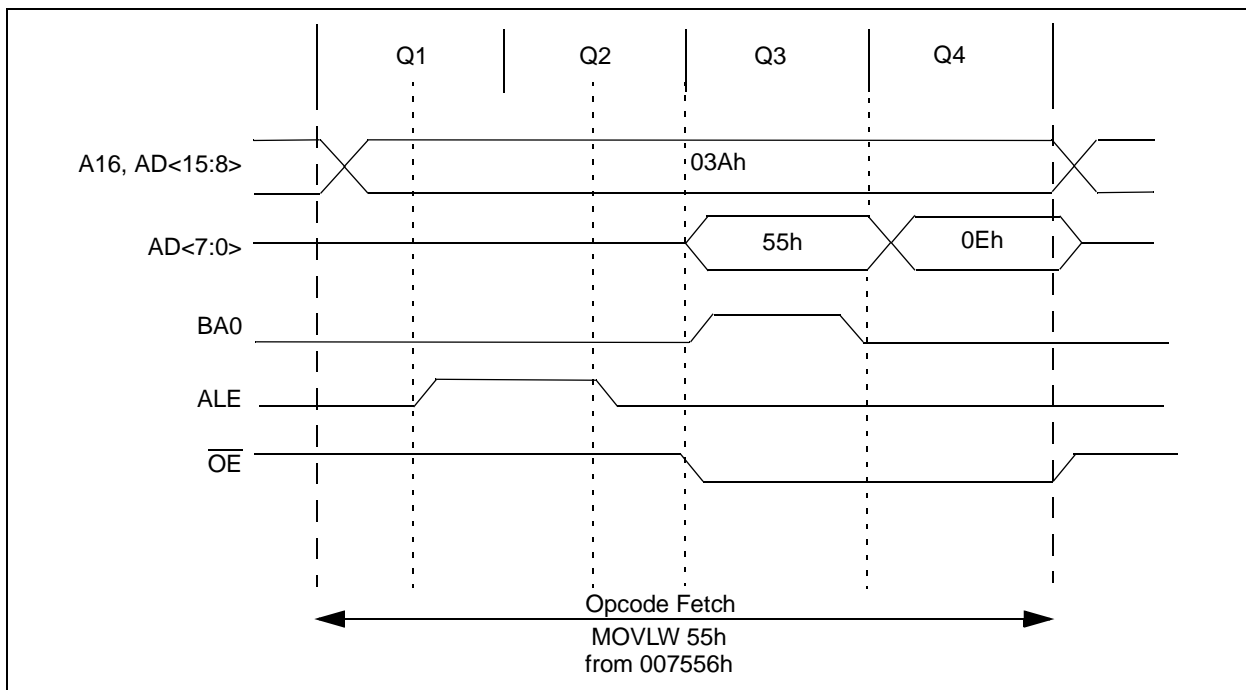 Q1 Q2 Q3 Q4
A16, AD<15:8> 03Ah
AD<7:0> 55h 0Eh
BA0
ALE
OE
Opcode Fetch
MOVLW 55h
from 007556h